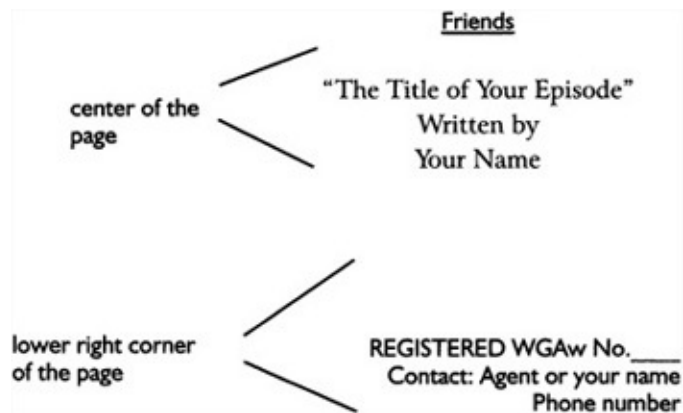 Friends
“The Title of Your Episode”
Written by
Your Name
center of the
page
lower right corner
of the page
REGISTERED WGAw No.____
Contact: Agent or your name
Phone number